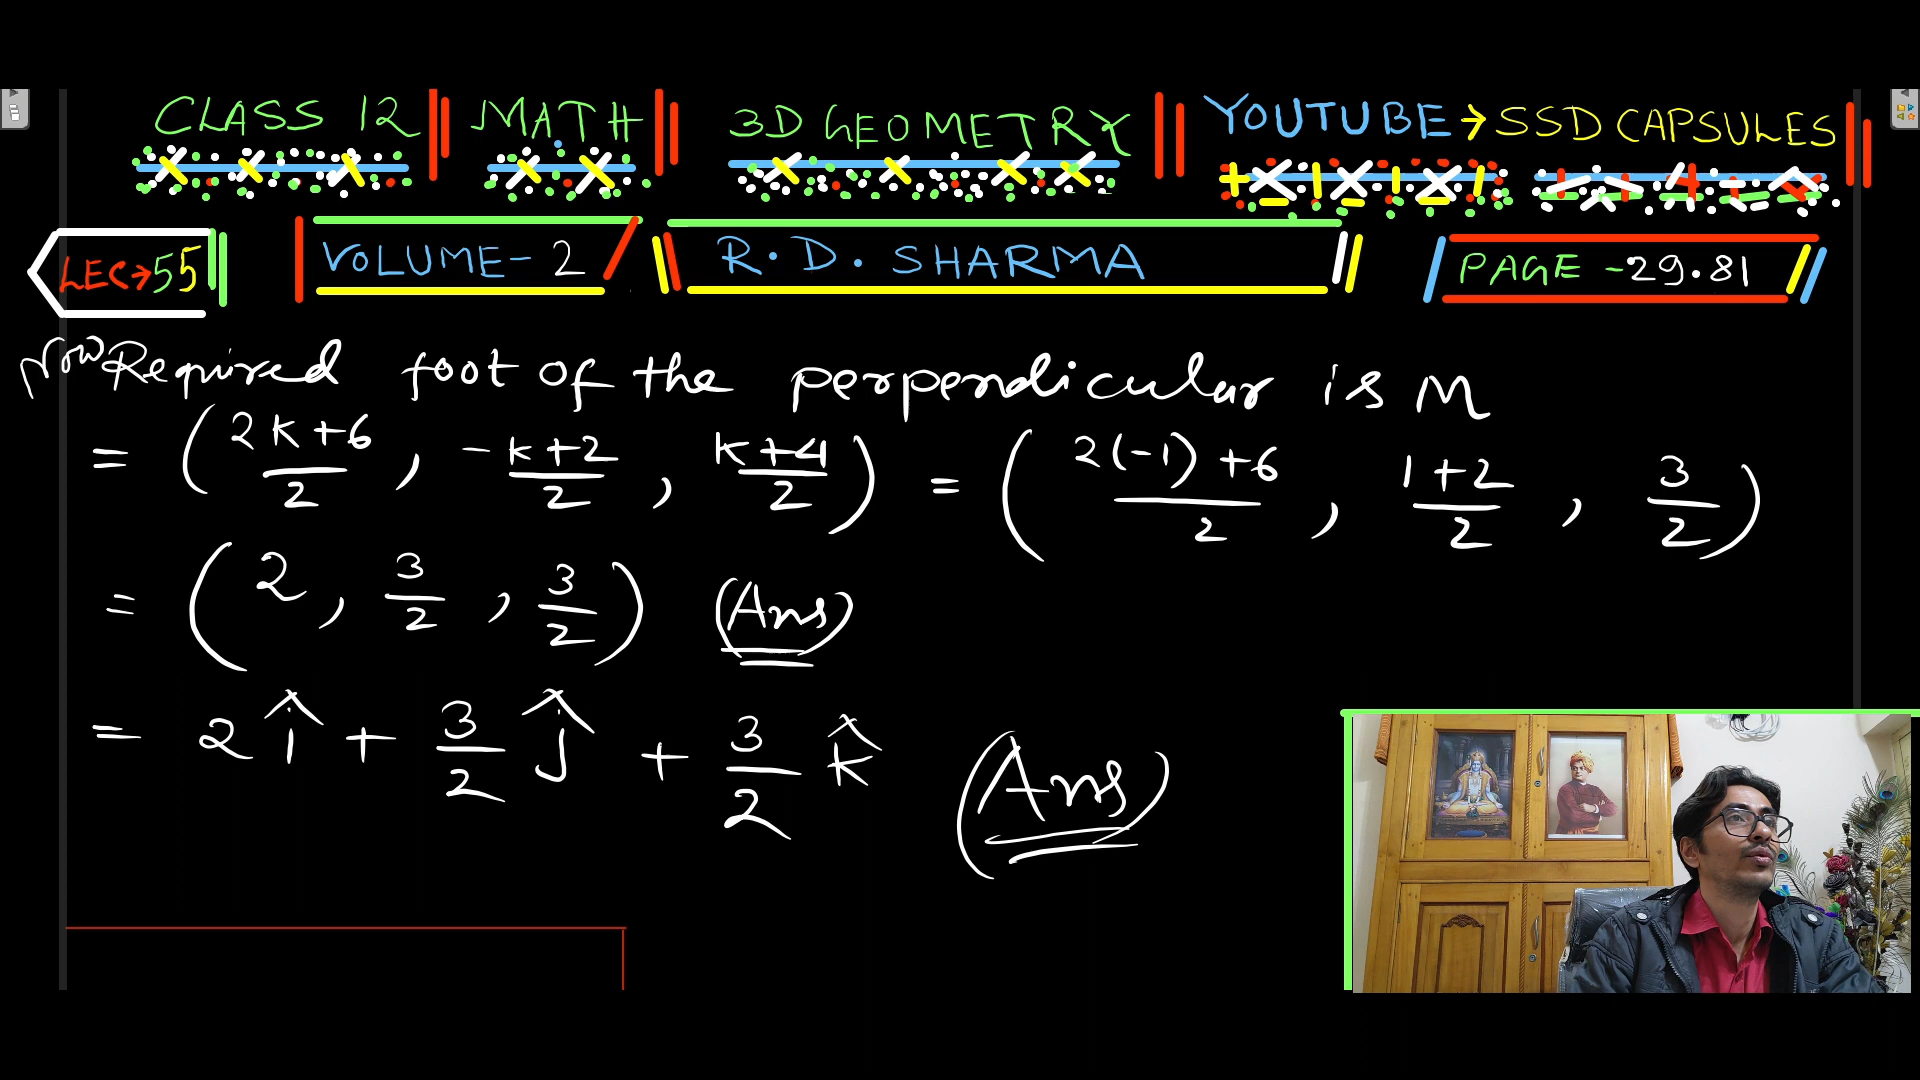 CLASS 12 || MATH || 3D GEOMETRY || YOUTUBE → SSD CAPSULES ||
LEC→55 VOLUME-2 R.D. SHARMA PAGE -29.81
Now Required foot of the perpendicular is M
= (2k+6/2, -k+2/2, k+4/2) = (2(-1)+6/2, 1+2/2, 3/2)
= (2, 3/2, 3/2) (Ans)
= 2î + 3/2 ĵ + 3/2 k̂ (Ans)